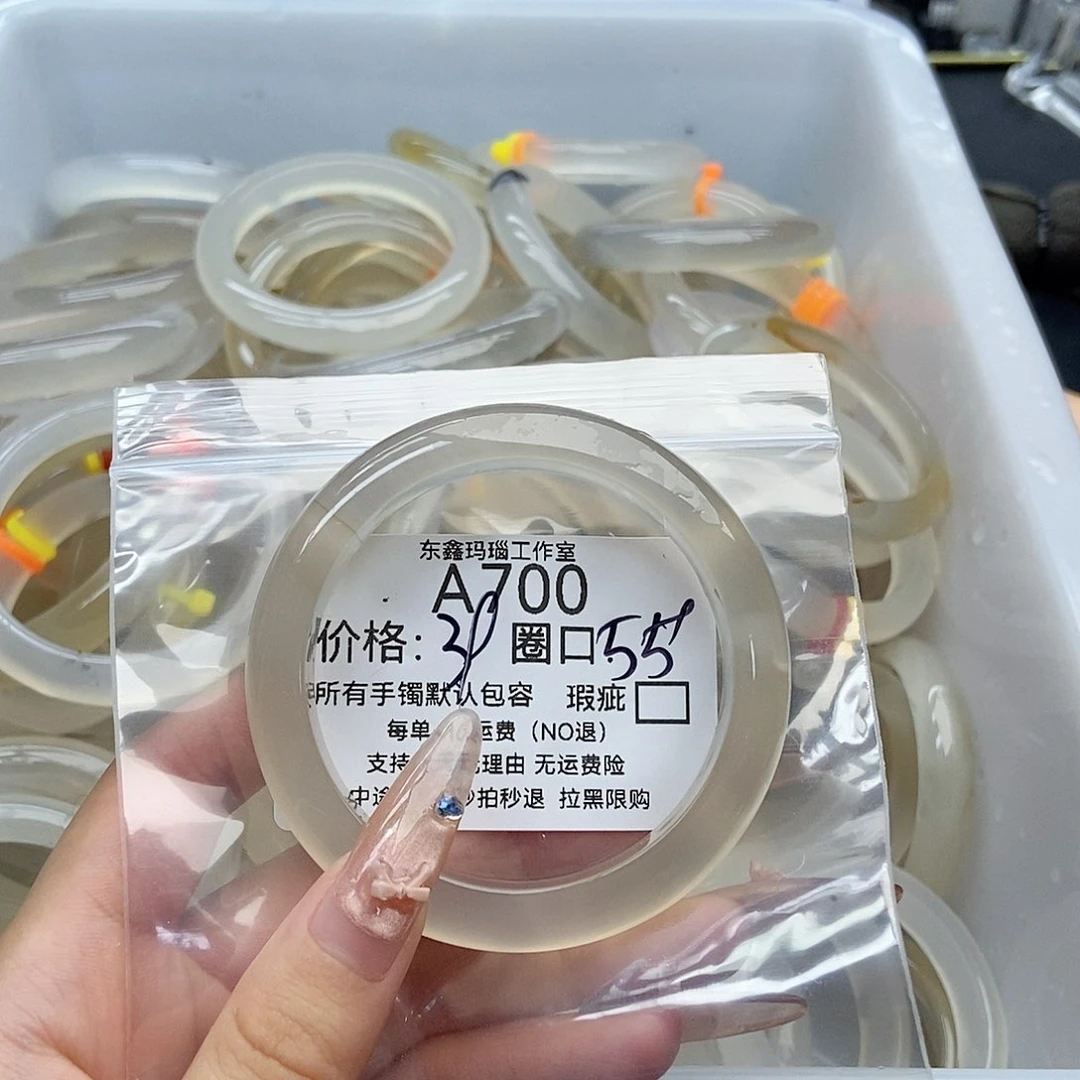 东鑫玛瑙工作室
A700
价格: 圈口55
所有手镯默认包容 瑕疵
每单 运费（NO退）
支持 理由 无运费险
中途 秒拍秒退 拉黑限购